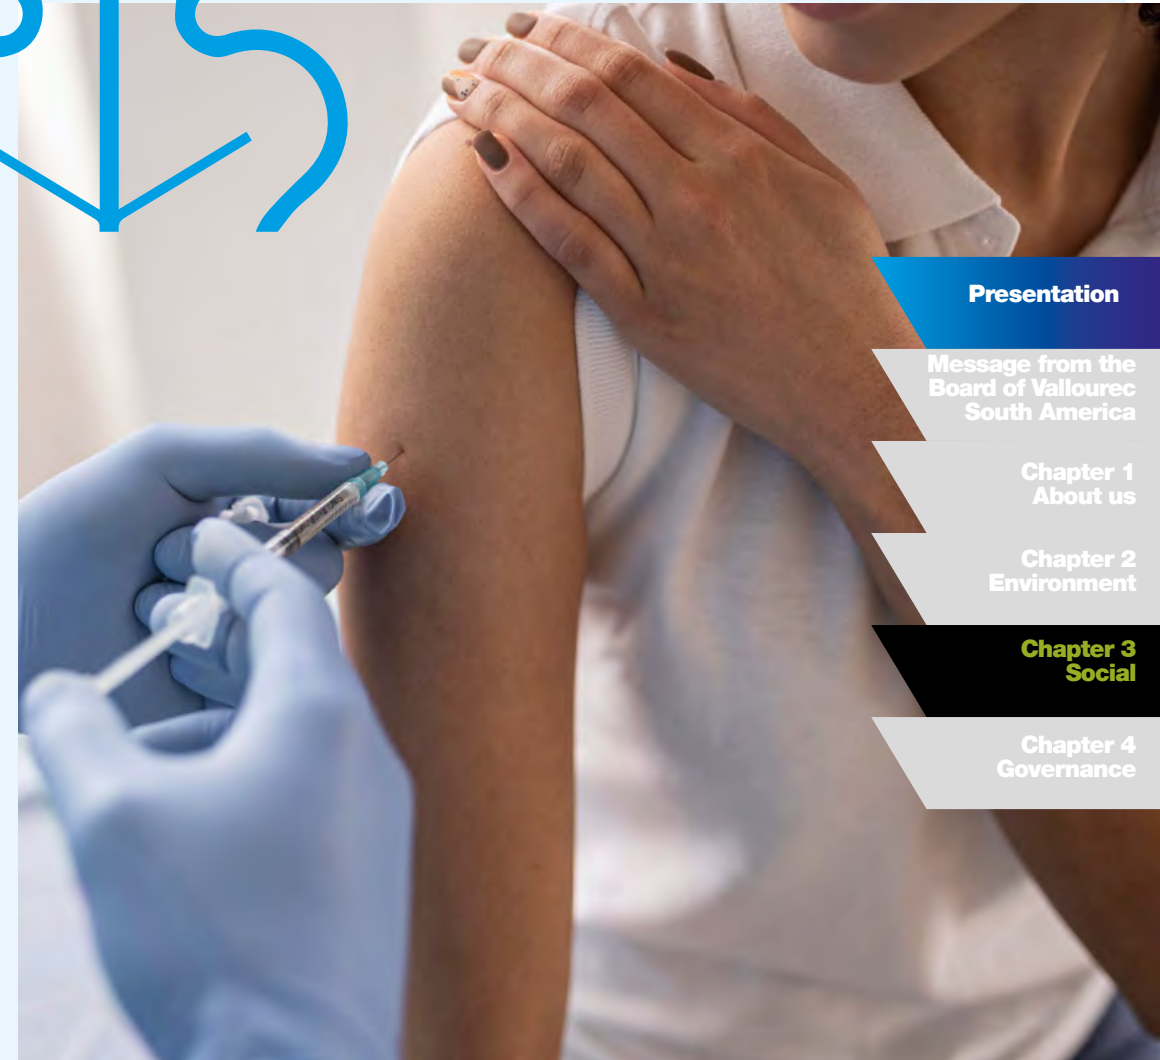 Presentation
Message from the
Board of Vallourec
South America
Chapter 1
About us
Chapter 2
Environment
Chapter 3
Social
Chapter 4
Governance